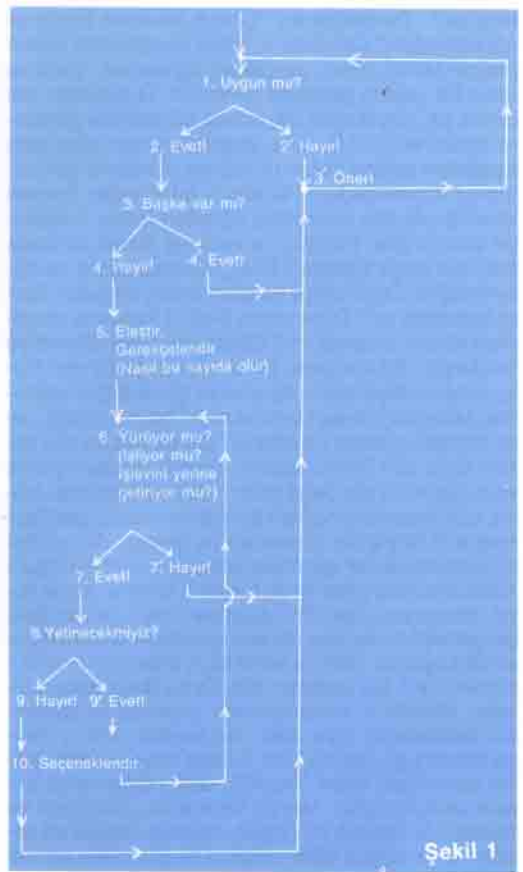 1. Uygun mu?
2. Evet!
2'. Hayır!
3'. Öneri
3. Başka var mı?
4. Hayır!
4'. Evet!
5. Eleştir.
Gerekçelendir
(Nasıl bu sayıda olur)
6. Yürüyor mu?
(İşliyor mu?
İşlevini yerine
getiriyor mu?)
7. Evet!
7'. Hayır!
8. Yetinecekmiyiz?
9. Hayır!
9'. Evet!
10. Seçeneklendir.
Şekil 1